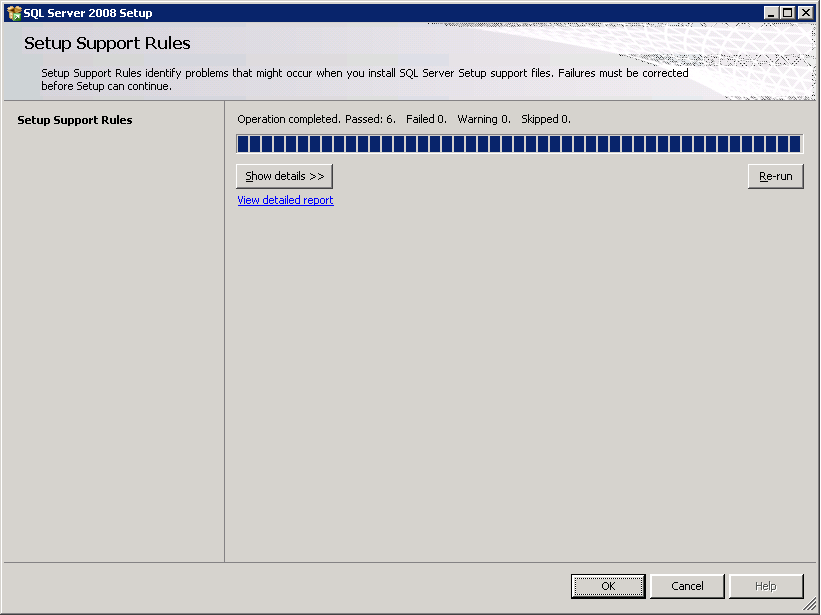 SQL Server 2008 Setup
Setup Support Rules
Setup Support Rules identify problems that might occur when you install SQL Server Setup support files. Failures must be corrected
before Setup can continue.
Setup Support Rules
Operation completed. Passed: 6. Failed 0. Warning 0. Skipped 0.
Show details >>
Re-run
View detailed report
OK
Cancel
Help